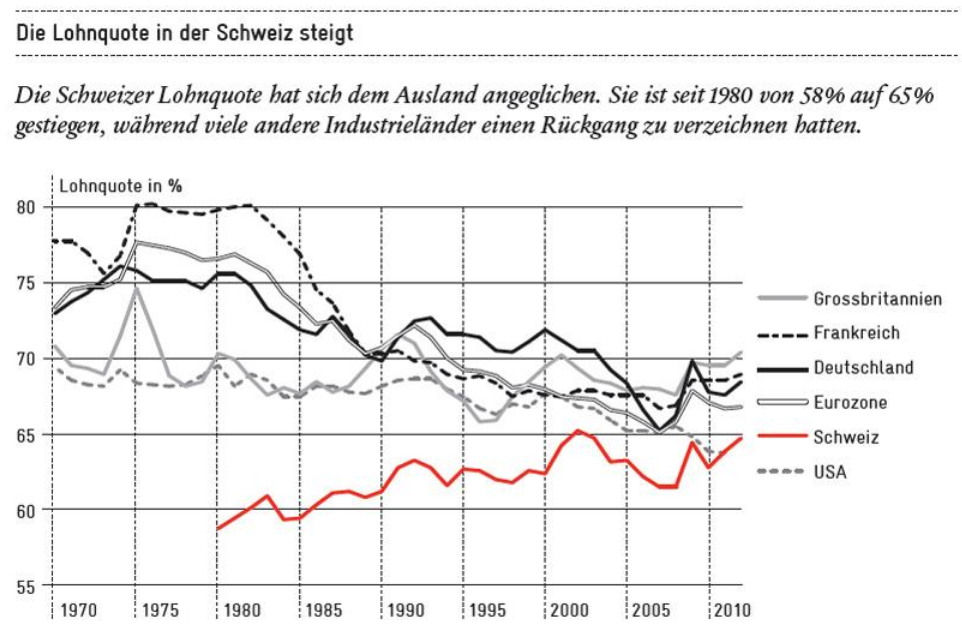 Die Lohnquote in der Schweiz steigt
Die Schweizer Lohnquote hat sich dem Ausland angeglichen. Sie ist seit 1980 von 58% auf 65%
gestiegen, während viele andere Industrieländer einen Rückgang zu verzeichnen hatten.
Lohnquote in %
80
75
70
65
60
55
1970 1975 1980 1985 1990 1995 2000 2005 2010
Grossbritannien
Frankreich
Deutschland
Eurozone
Schweiz
USA